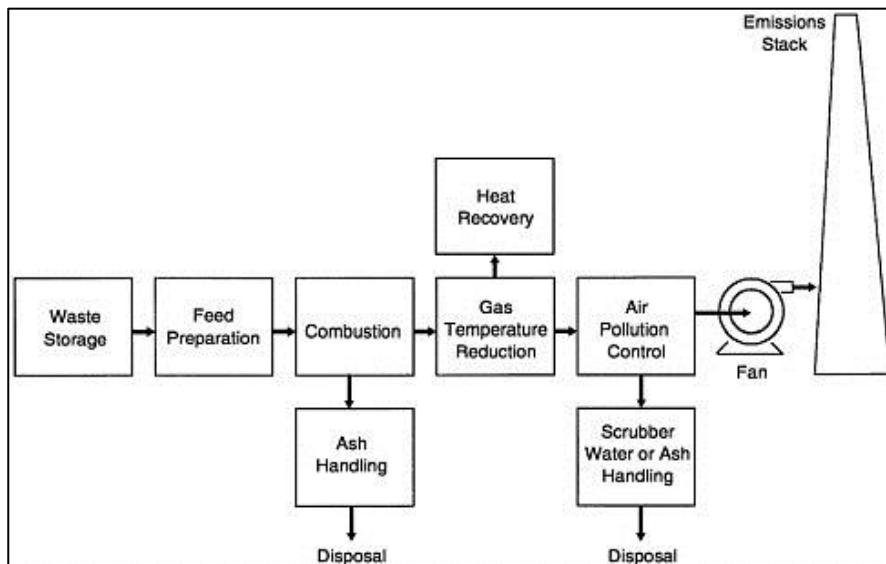 Emissions
Stack
Heat
Recovery
Waste
Storage
Feed
Preparation
Combustion
Gas
Temperature
Reduction
Air
Pollution
Control
Fan
Ash
Handling
Scrubber
Water or Ash
Handling
Disposal
Disposal